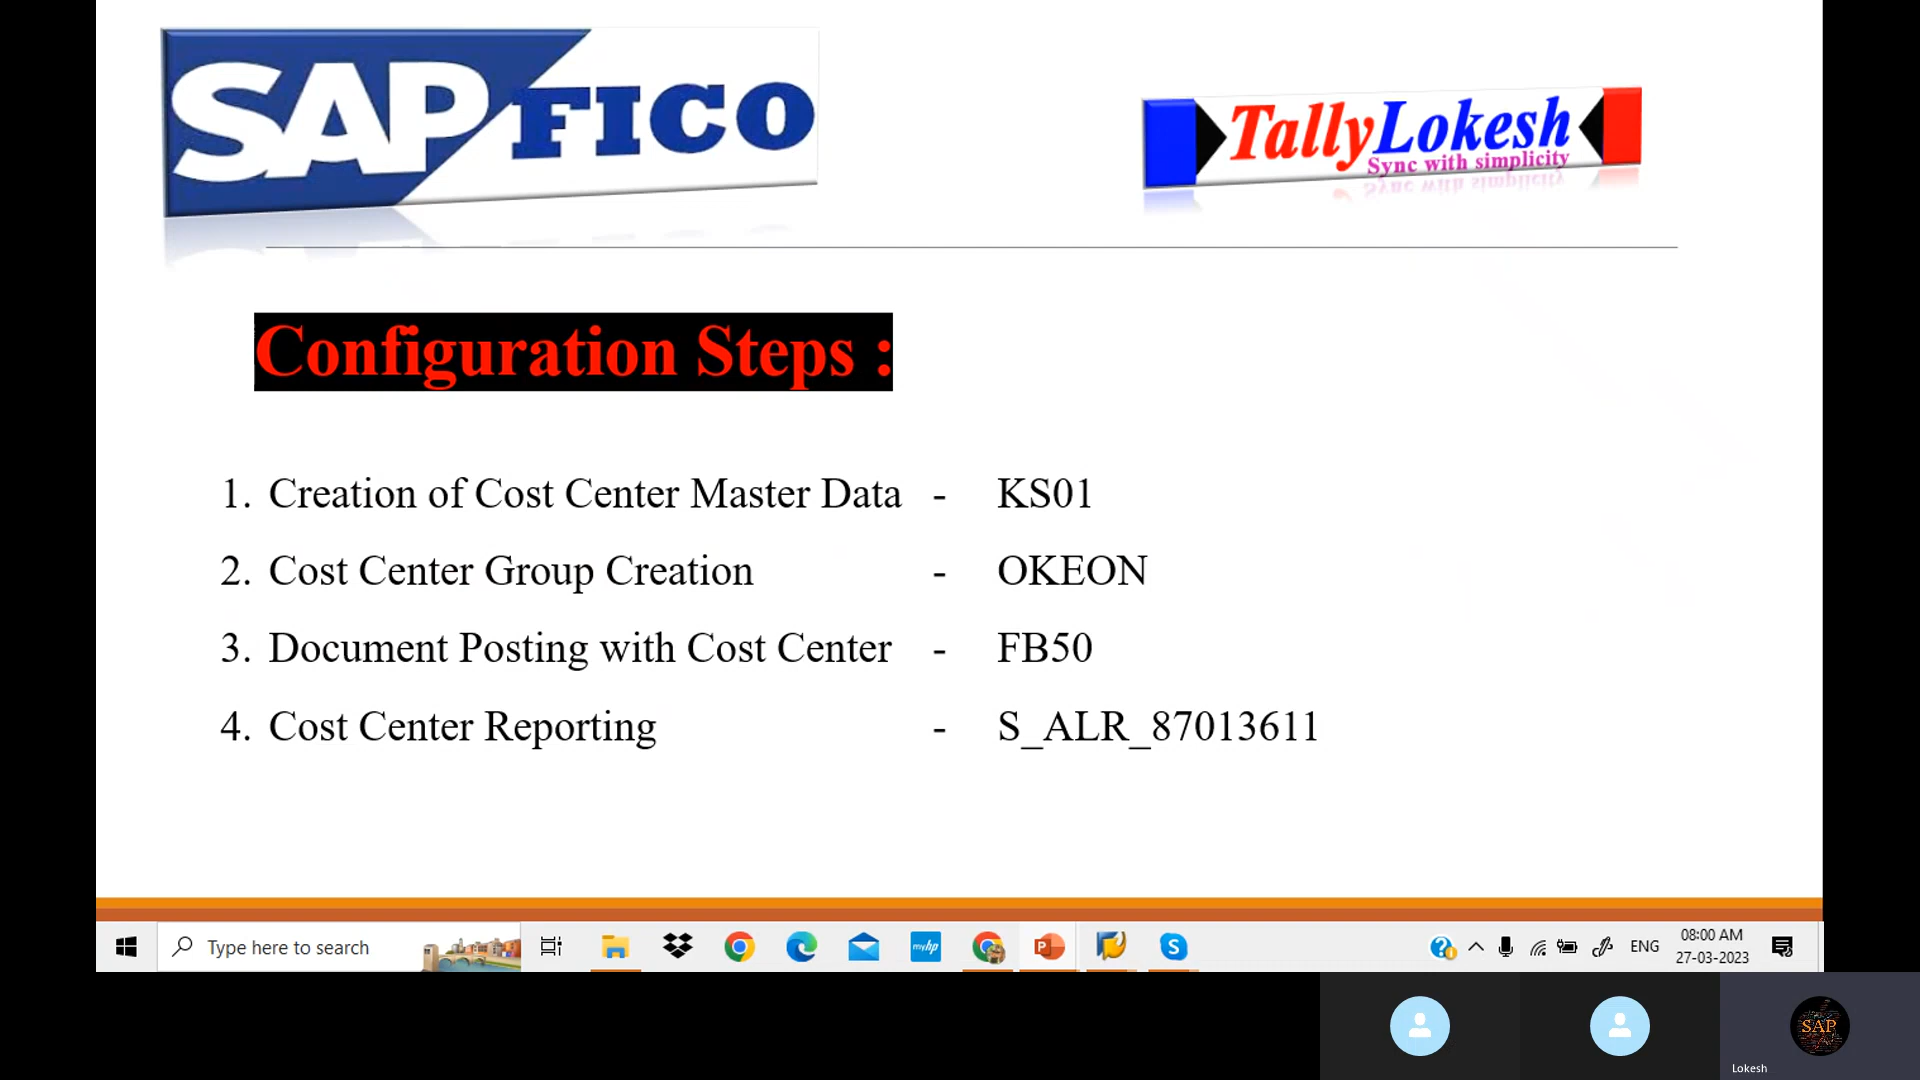 SAP FICO
TallyLokesh
Sync with simplicity
Configuration Steps :
1. Creation of Cost Center Master Data - KS01
2. Cost Center Group Creation - OKEON
3. Document Posting with Cost Center - FB50
4. Cost Center Reporting - S_ALR_87013611
Type here to search
myhp
P
S
?
ENG
08:00 AM
27-03-2023
SAP
Lokesh